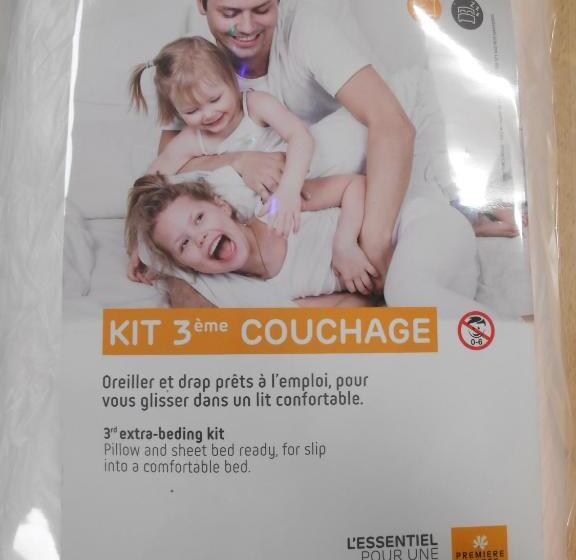 KIT 3ème COUCHAGE
0-6
Oreiller et drap prêts à l'emploi, pour
vous glisser dans un lit confortable.
3rd extra-beding kit
Pillow and sheet bed ready, for slip
into a comfortable bed.
L'ESSENTIEL
POUR UNE
PREMIERE